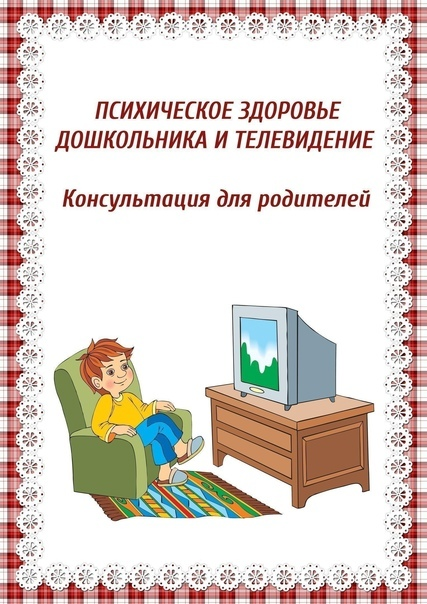 ПСИХИЧЕСКОЕ ЗДОРОВЬЕ
ДОШКОЛЬНИКА И ТЕЛЕВИДЕНИЕ
Консультация для родителей